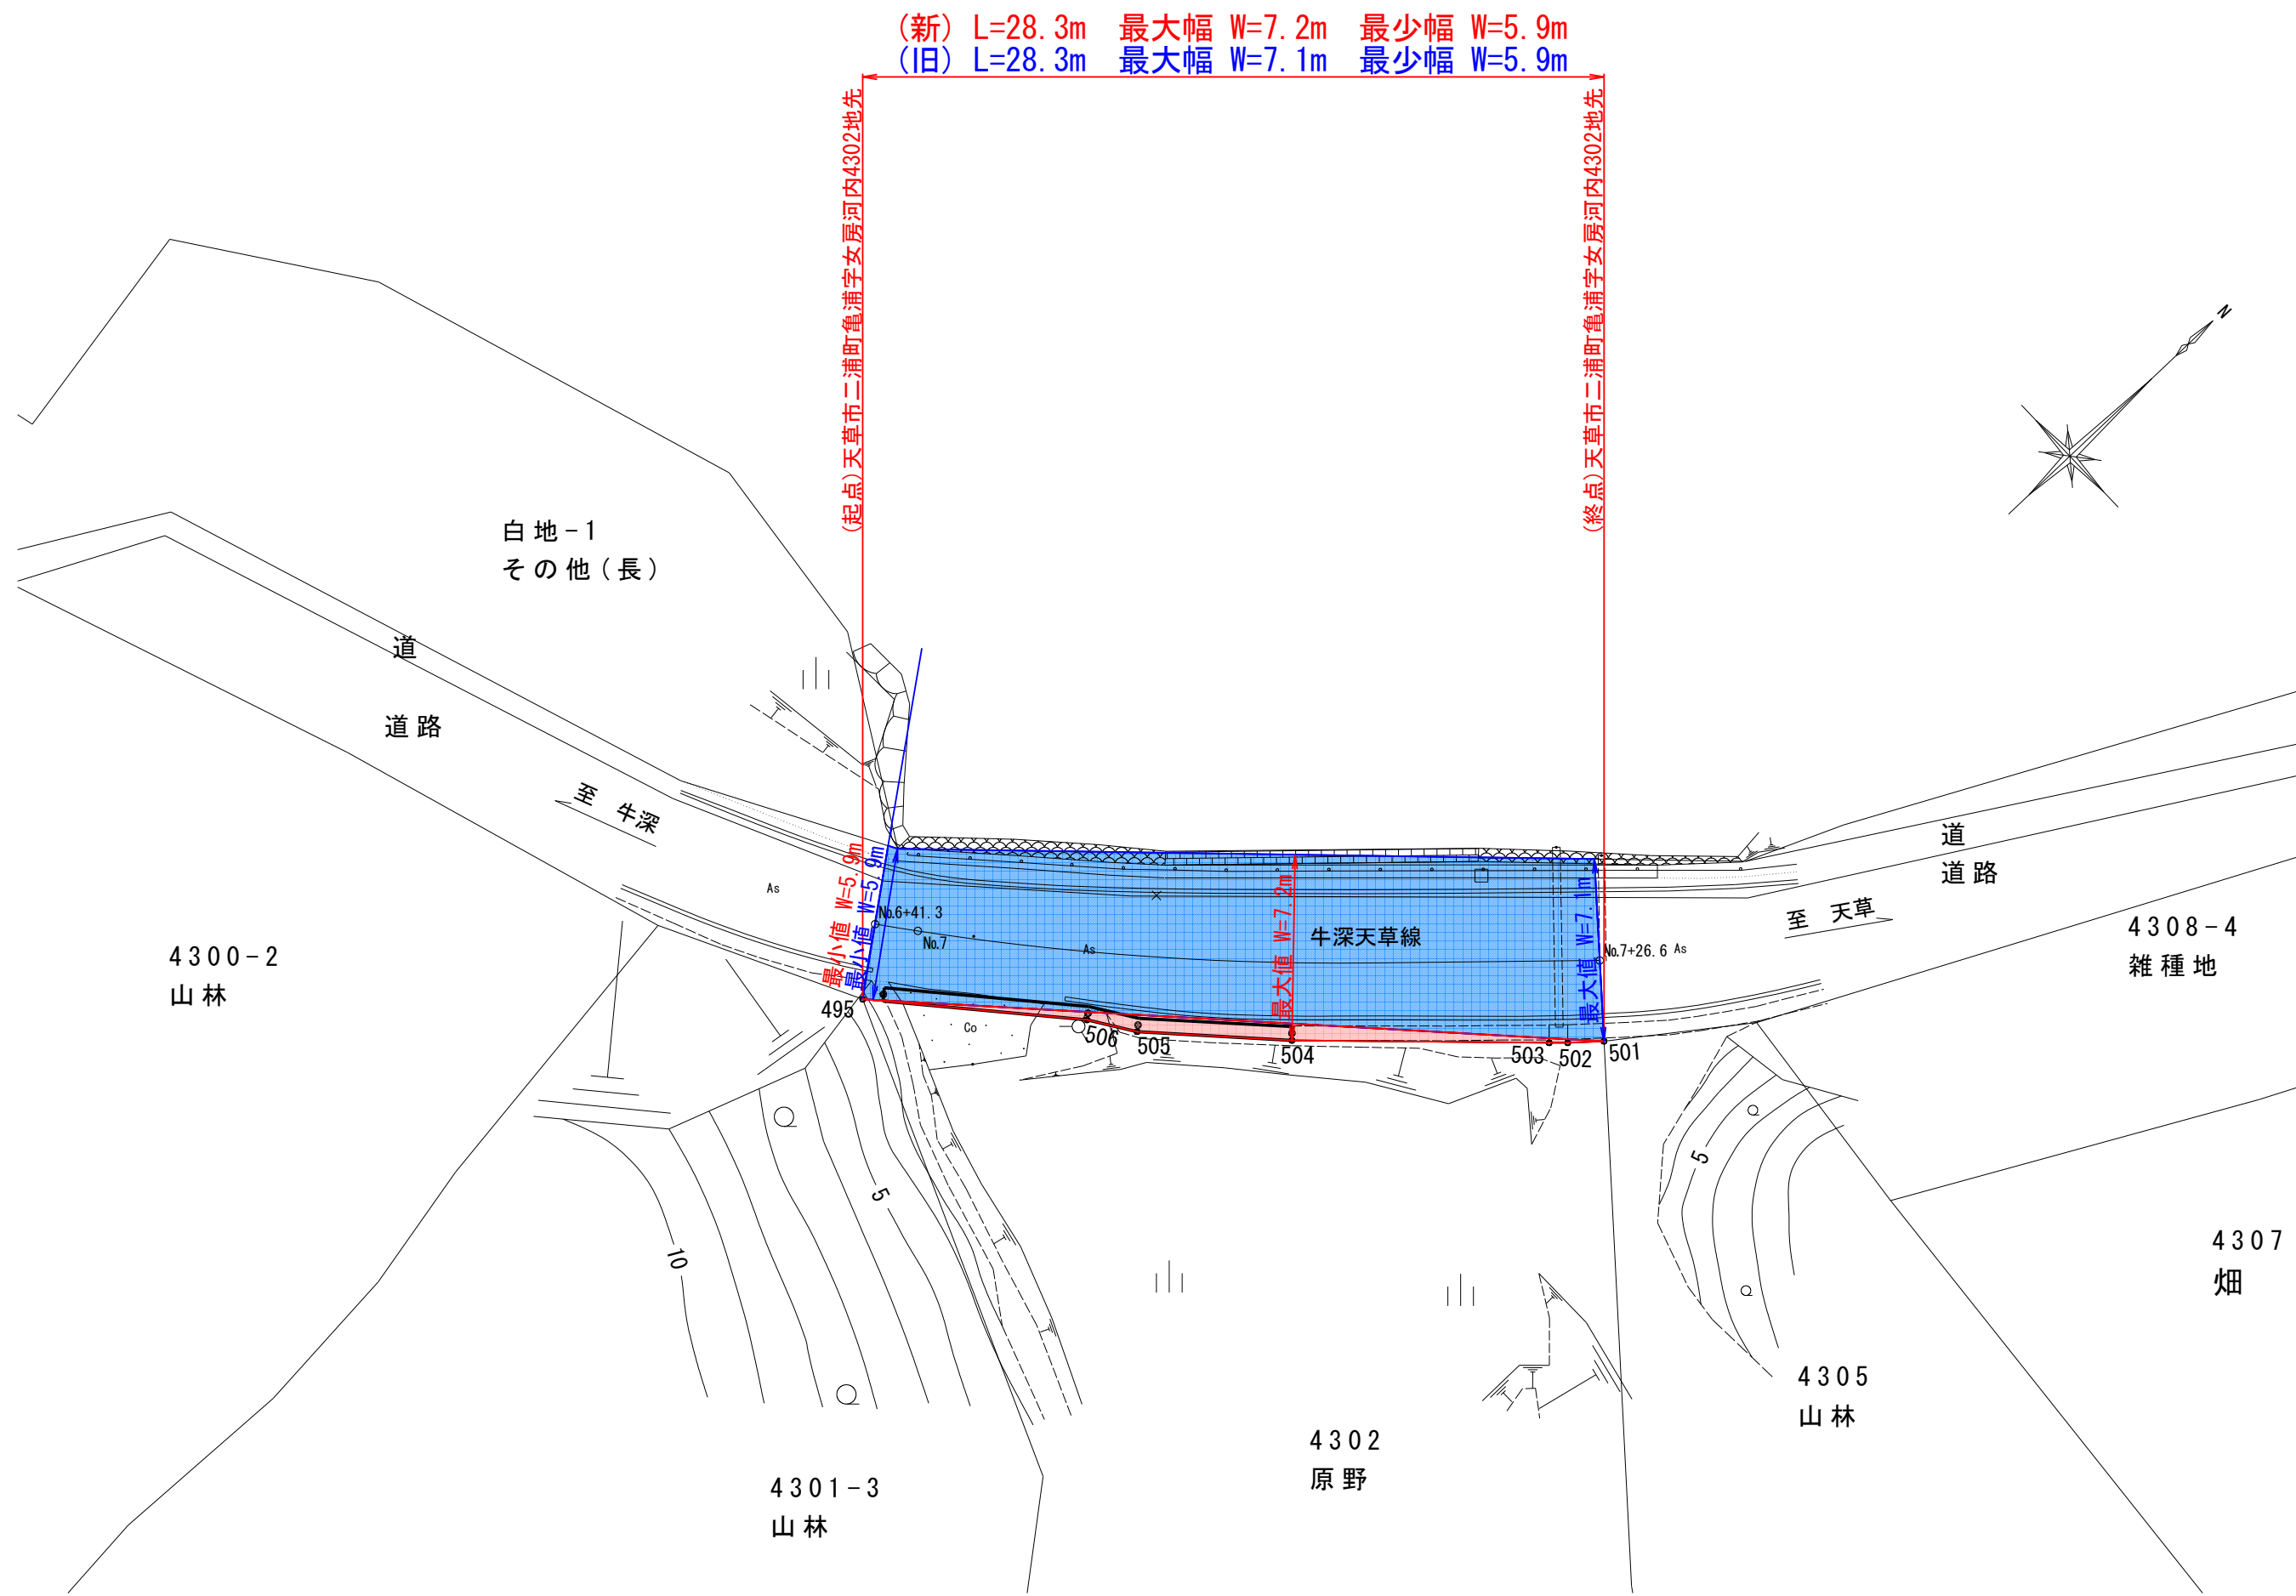 (新) L=28.3m 最大幅 W=7.2m 最少幅 W=5.9m
(旧) L=28.3m 最大幅 W=7.1m 最少幅 W=5.9m
(起点)天草市二浦町亀浦字女房河内4302地先
(終点)天草市二浦町亀浦字女房河内4302地先
N
白地-1
その他(長)
道
道路
至 牛深
As
最小値 W=5.9m
最小値 W=5.9m
No.6+41.3
No.7
As
最大値 W=7.2m
牛深天草線
最大値 W=7.1m
No.7+26.6
As
至 天草
道
道路
4308-4
雑種地
4300-2
山林
495
Co
506
505
504
503
502
501
5
10
5
4307
畑
4305
山林
4302
原野
4301-3
山林